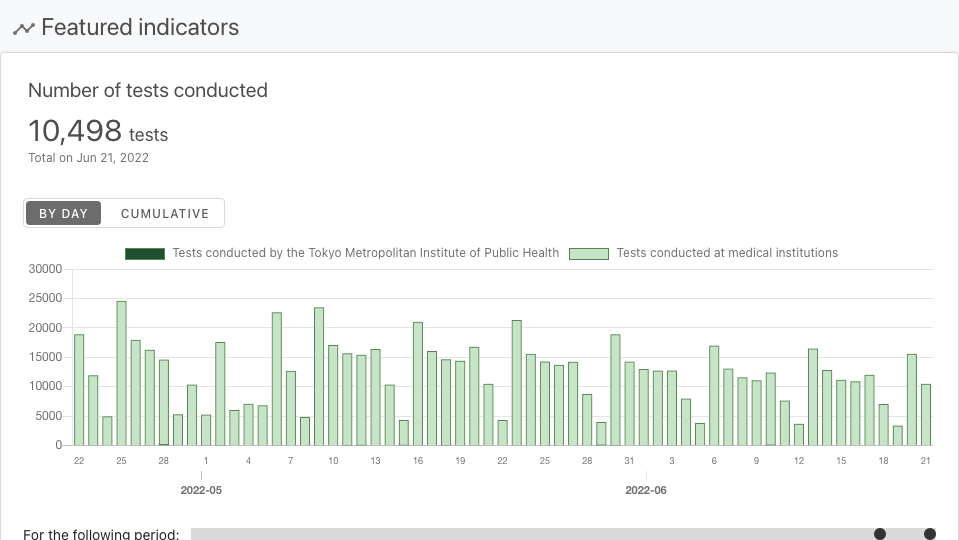 Featured indicators
Number of tests conducted
10,498 tests
Total on Jun 21, 2022
BY DAY CUMULATIVE
Tests conducted by the Tokyo Metropolitan Institute of Public Health Tests conducted at medical institutions
30000
25000
20000
15000
10000
5000
0
22 25 28 1 4 7 10 13 16 19 22 25 28 31 3 6 9 12 15 18 21
2022-05 2022-06
For the following period: